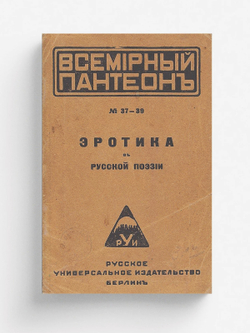 ВСЕМІРНЫЙ
ПАНТЕОНЪ
№ 37–39
ЭРОТИКА
въ
РУССКОЙ ПОЭЗІИ
РУИ
РУССКОЕ
УНИВЕРСАЛЬНОЕ ИЗДАТЕЛЬСТВО
БЕРЛИНЪ